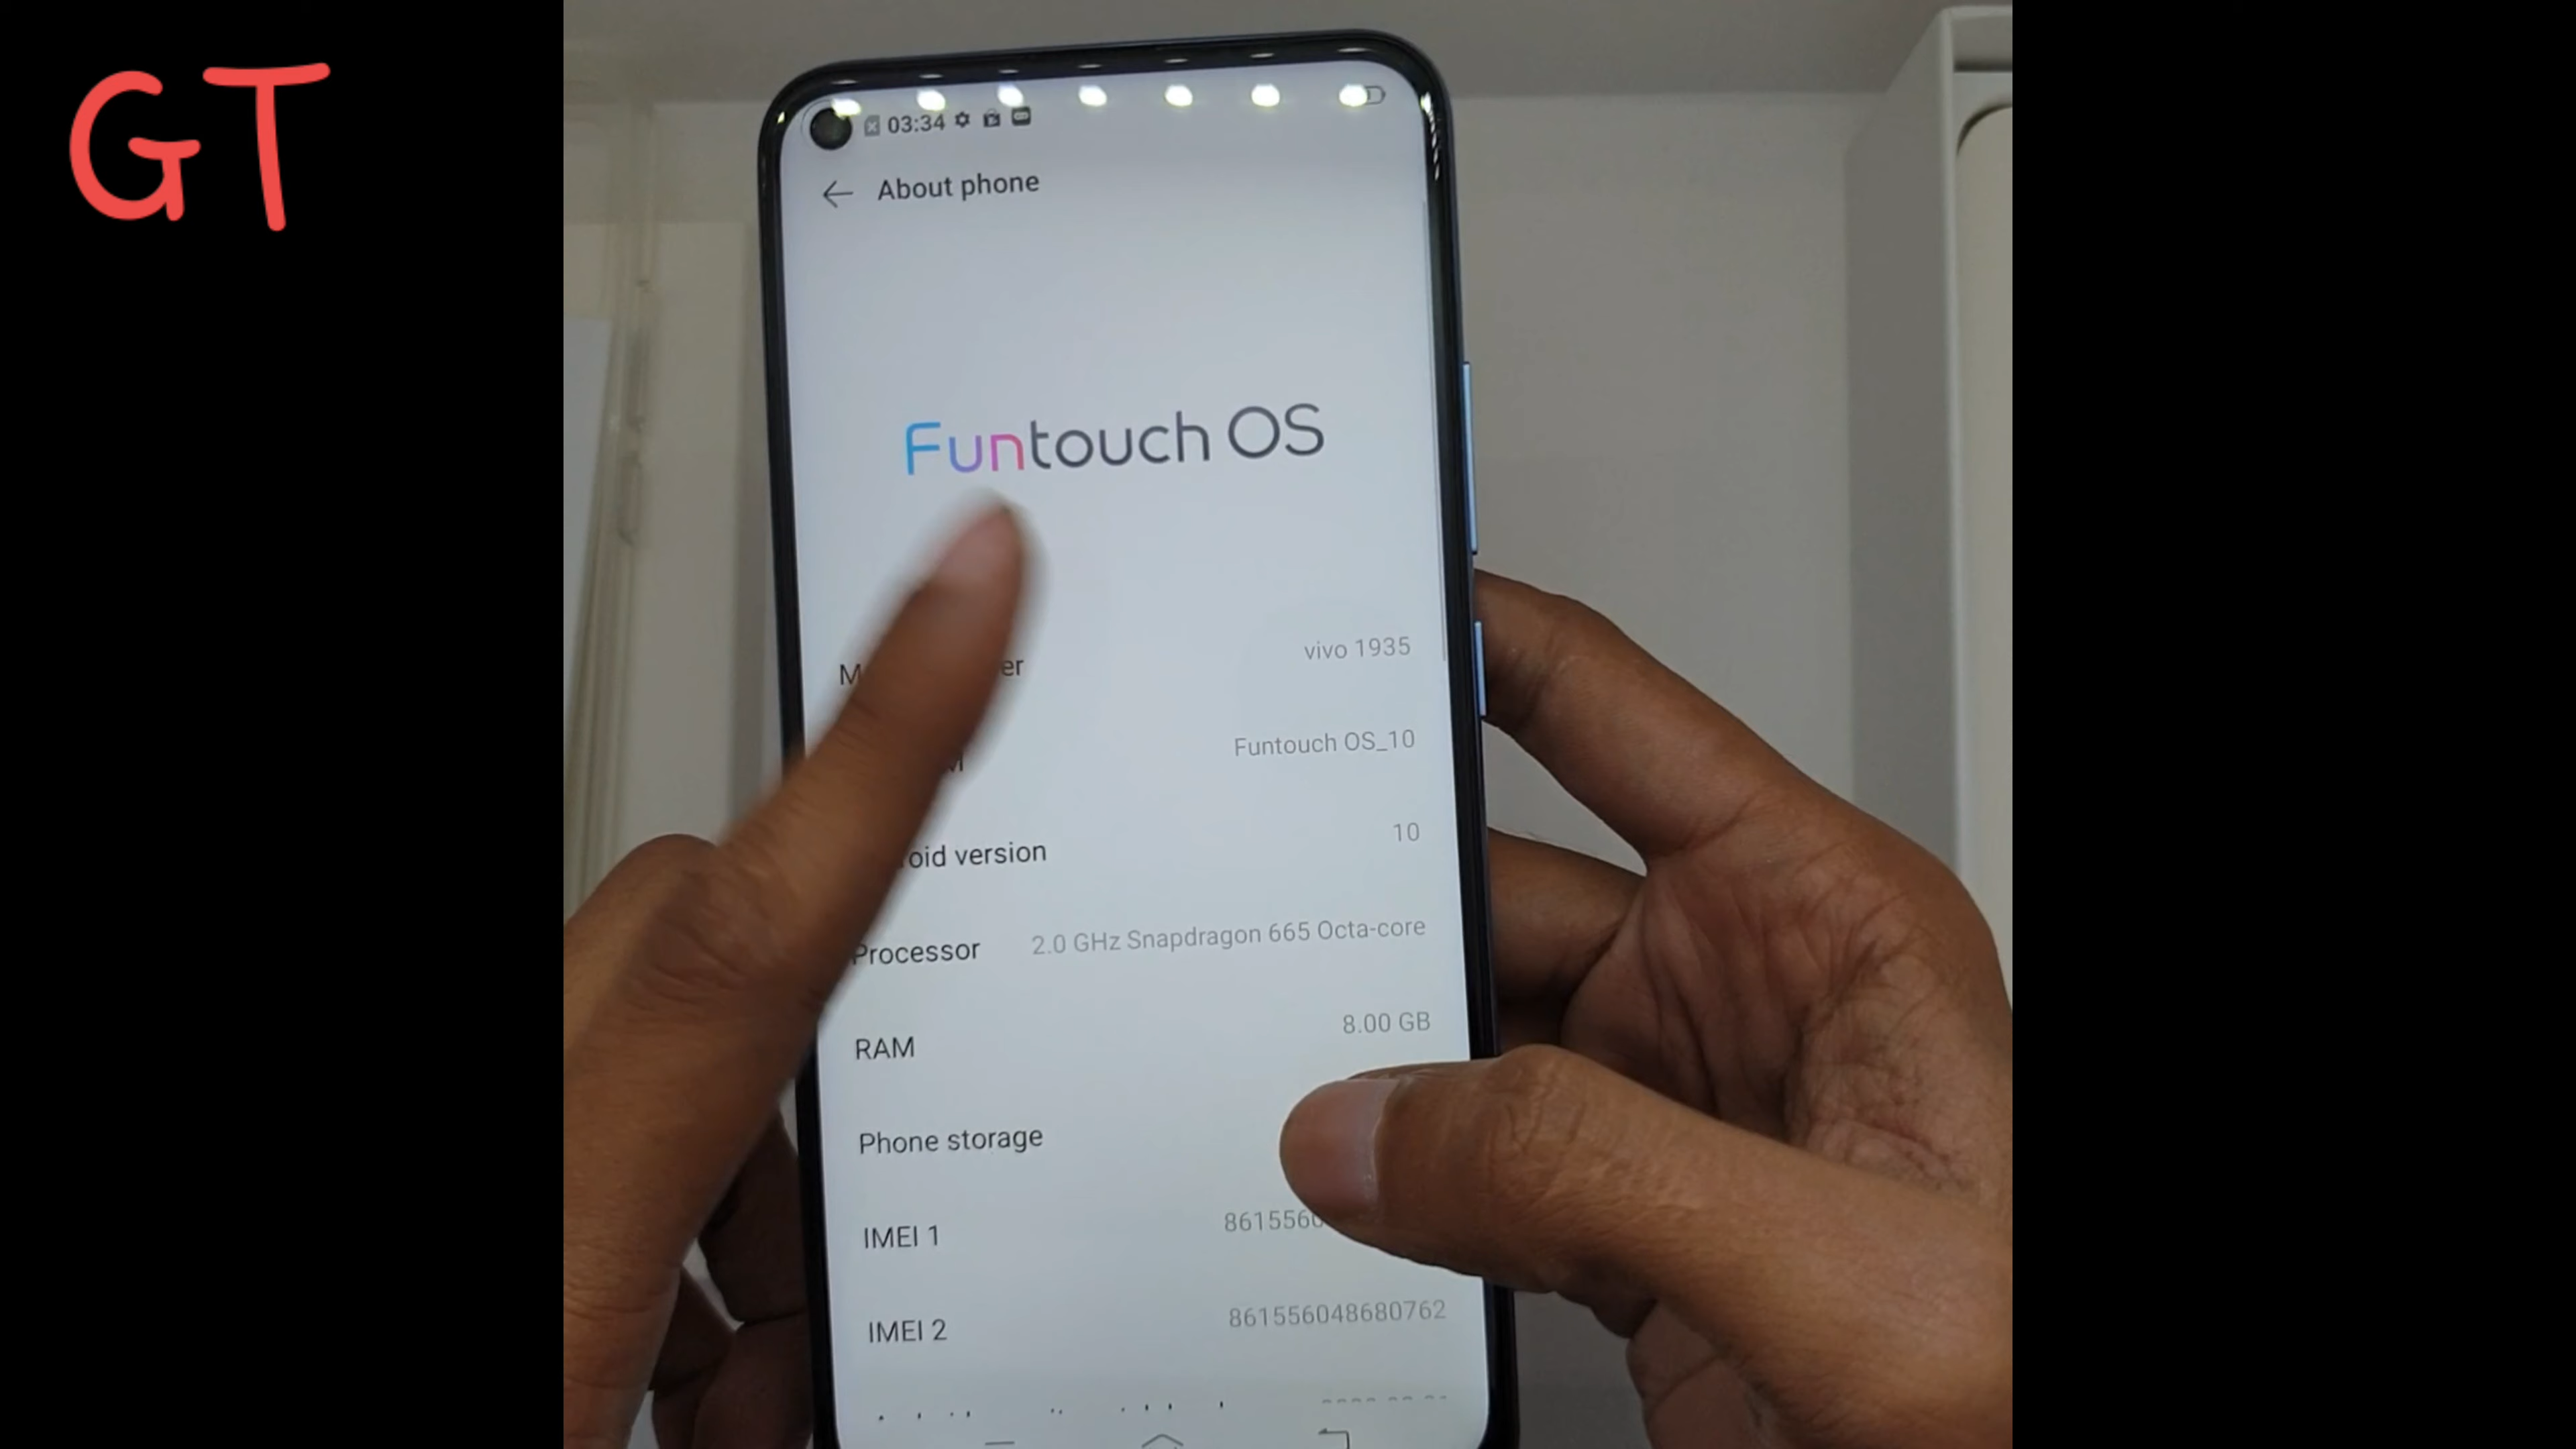 GT
03:34
About phone
Funtouch OS
vivo 1935
Funtouch OS_10
version 10
Processor 2.0 GHz Snapdragon 665 Octa-core
RAM 8.00 GB
Phone storage
IMEI 1
IMEI 2 861556048680762